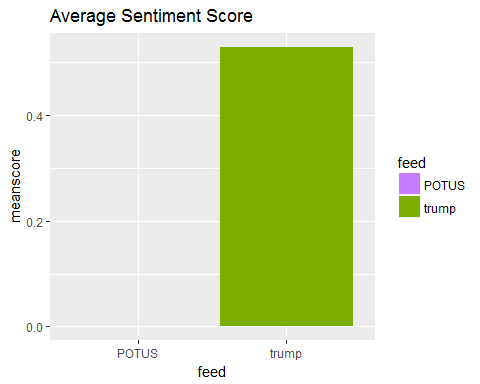 Average Sentiment Score
meanscore
0.4
0.2
0.0
POTUS
trump
feed
feed
POTUS
trump